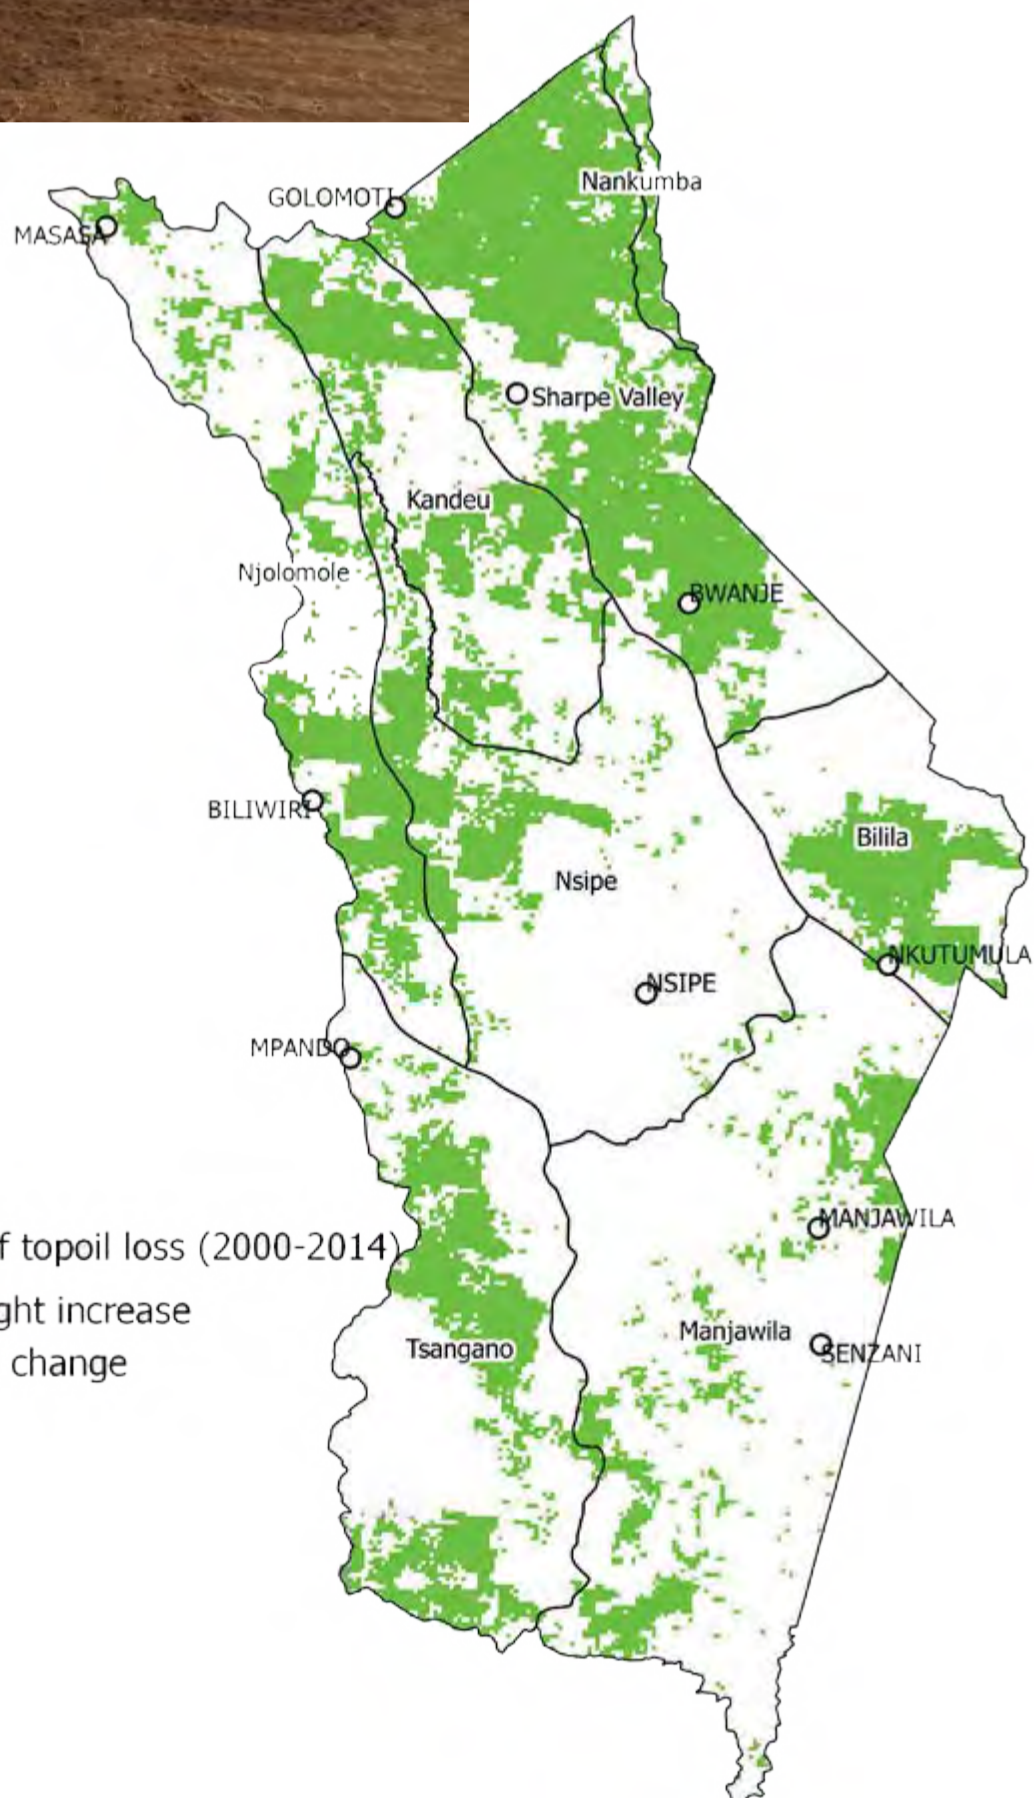 Nankumba
GOLOMOTI
MASASA
Sharpe Valley
Kandeu
Njolomole
BWANJE
BILIWIRI
Bilila
Nsipe
NKUTUMULA
NSIPE
MPANDO
MANJAWILA
f topoil loss (2000-2014)
ght increase
change
Manjawila
Tsangano
SENZANI